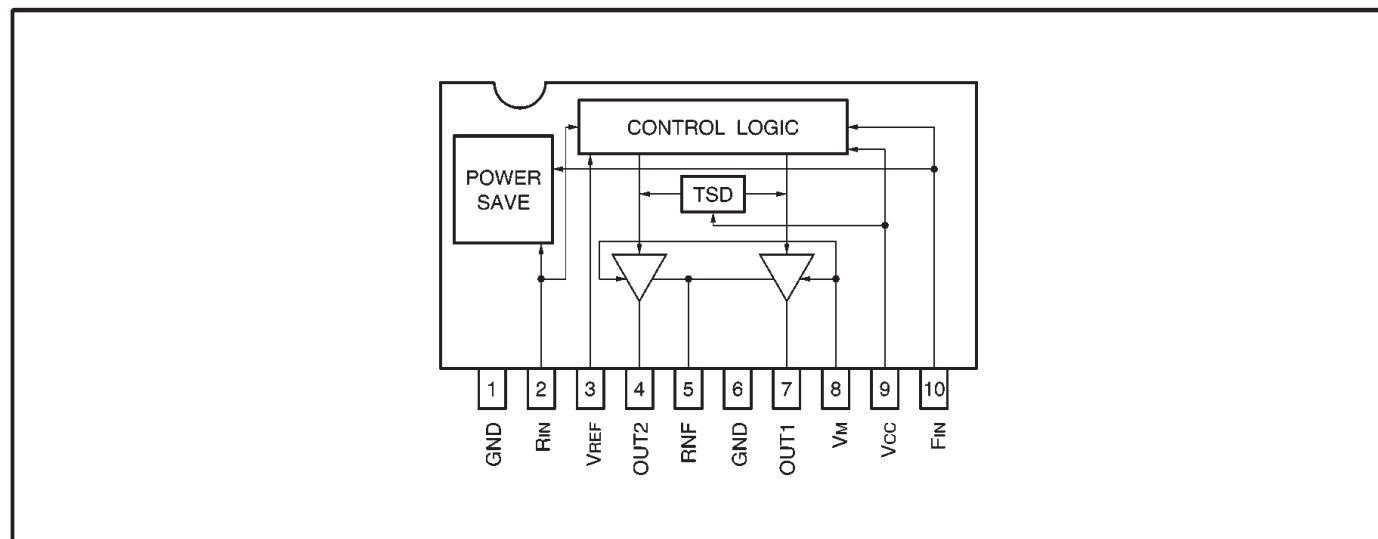 CONTROL LOGIC
POWER
SAVE
TSD
1
2
3
4
5
6
7
8
9
10
GND
RIN
VREF
OUT2
RNF
GND
OUT1
VM
VCC
FIN